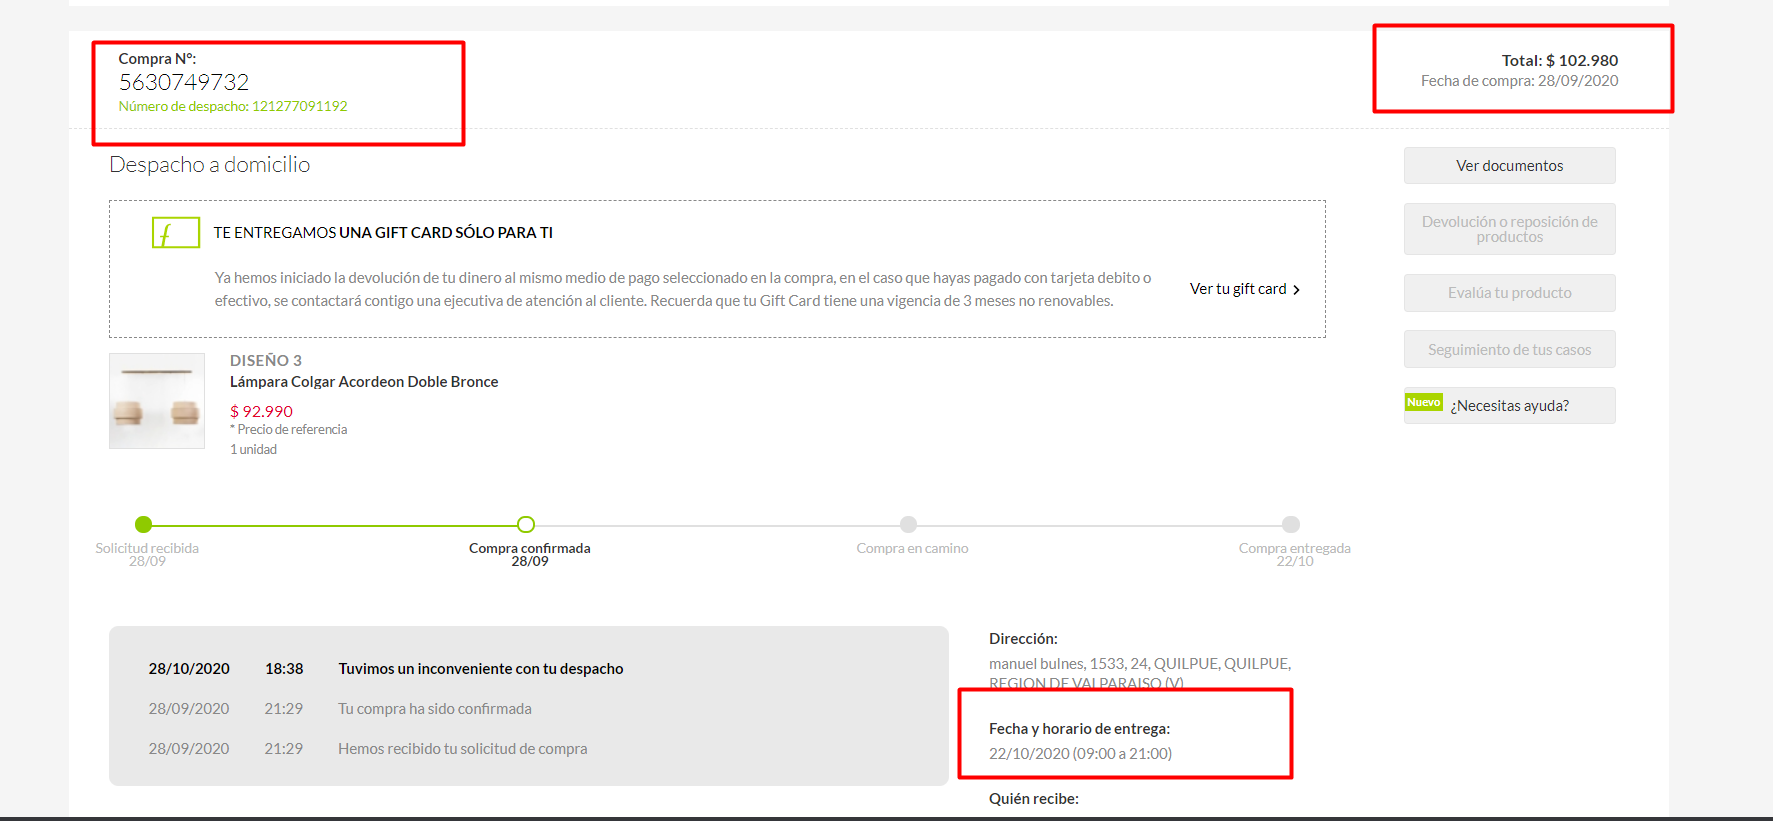 Compra N°:
5630749732
Número de despacho: 121277091192
Total: $ 102.980
Fecha de compra: 28/09/2020
Despacho a domicilio
TE ENTREGAMOS UNA GIFT CARD SÓLO PARA TI
Ya hemos iniciado la devolución de tu dinero al mismo medio de pago seleccionado en la compra, en el caso que hayas pagado con tarjeta debito o
efectivo, se contactará contigo una ejecutiva de atención al cliente. Recuerda que tu Gift Card tiene una vigencia de 3 meses no renovables.
Ver tu gift card
Ver documentos
Devolución o reposición de
productos
Evalúa tu producto
Seguimiento de tus casos
Nuevo ¿Necesitas ayuda?
DISEÑO 3
Lámpara Colgar Acordeon Doble Bronce
$ 92.990
* Precio de referencia
1 unidad
Solicitud recibida
28/09
Compra confirmada
28/09
Compra en camino
Compra entregada
22/10
28/10/2020 18:38 Tuvimos un inconveniente con tu despacho
28/09/2020 21:29 Tu compra ha sido confirmada
28/09/2020 21:29 Hemos recibido tu solicitud de compra
Dirección:
manuel bulnes, 1533, 24, QUILPUE, QUILPUE,
REGION DE VALPARAISO (V)
Fecha y horario de entrega:
22/10/2020 (09:00 a 21:00)
Quién recibe: